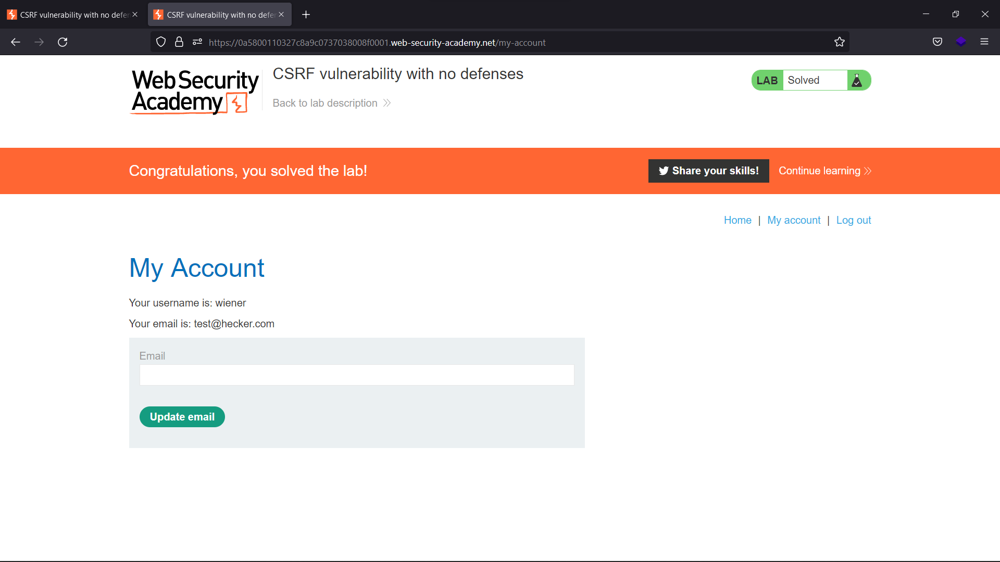 CSRF vulnerability with no defen
CSRF vulnerability with no defen
https://0a5800110327c8a9c0737038008f0001.web-security-academy.net/my-account
Web Security
Academy
CSRF vulnerability with no defenses
Back to lab description
LAB Solved
Congratulations, you solved the lab!
Share your skills!
Continue learning
Home | My account | Log out
My Account
Your username is: wiener
Your email is: test@hecker.com
Email
Update email